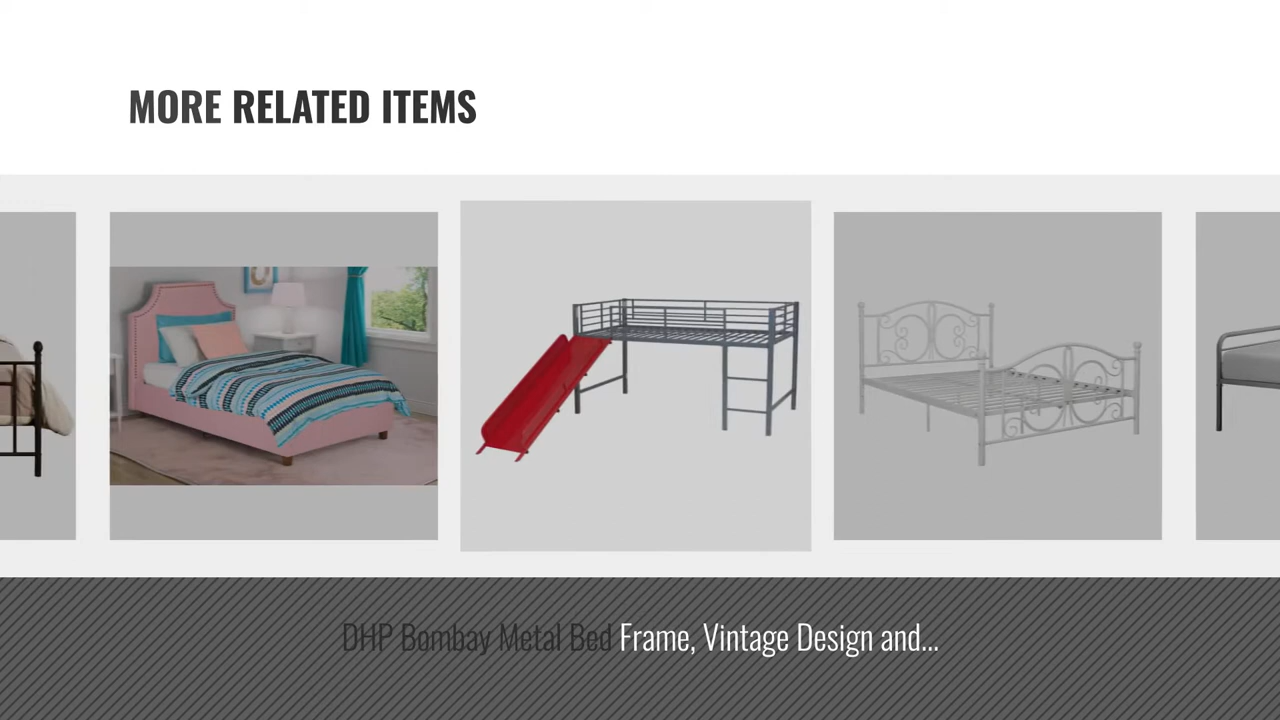 MORE RELATED ITEMS
DHP Bombay Metal Bed Frame, Vintage Design and...